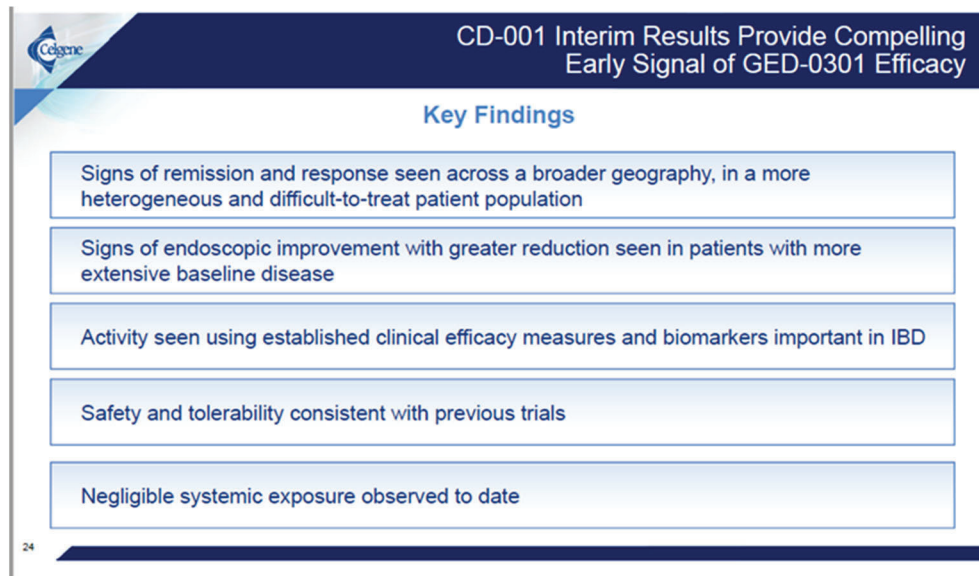 Celgene
CD-001 Interim Results Provide Compelling
Early Signal of GED-0301 Efficacy
Key Findings
Signs of remission and response seen across a broader geography, in a more
heterogeneous and difficult-to-treat patient population
Signs of endoscopic improvement with greater reduction seen in patients with more
extensive baseline disease
Activity seen using established clinical efficacy measures and biomarkers important in IBD
Safety and tolerability consistent with previous trials
Negligible systemic exposure observed to date
24